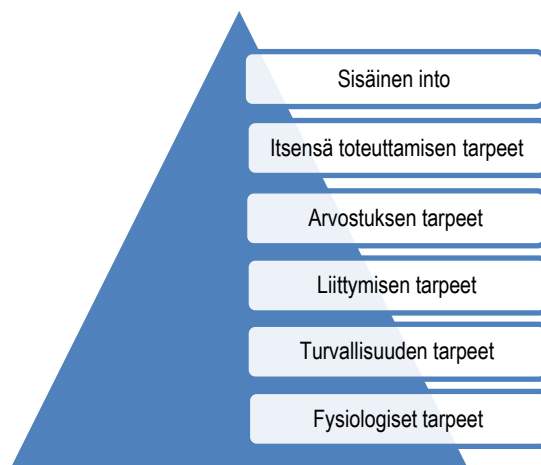 Sisäinen into
Itsensä toteuttamisen tarpeet
Arvostuksen tarpeet
Liittymisen tarpeet
Turvallisuuden tarpeet
Fysiologiset tarpeet